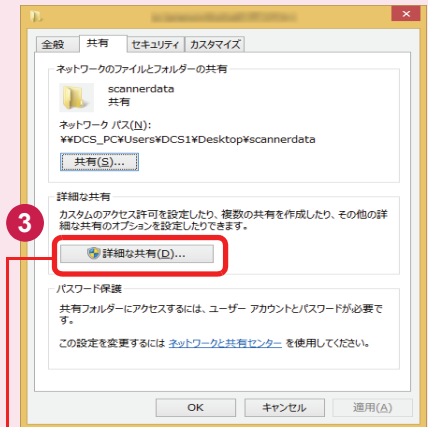 全般 共有 セキュリティ カスタマイズ
ネットワークのファイルとフォルダーの共有
scannerdata
共有
ネットワーク パス(N):
¥¥DCS_PC¥Users¥DCS1¥Desktop¥scannerdata
共有(S)...
詳細な共有
カスタムのアクセス許可を設定したり、複数の共有を作成したり、その他の詳
細な共有のオプションを設定したりできます。
3
詳細な共有(D)...
パスワード保護
共有フォルダーにアクセスするには、ユーザー アカウントとパスワードが必要で
す。
この設定を変更するには ネットワークと共有センター を使用してください。
OK キャンセル 適用(A)